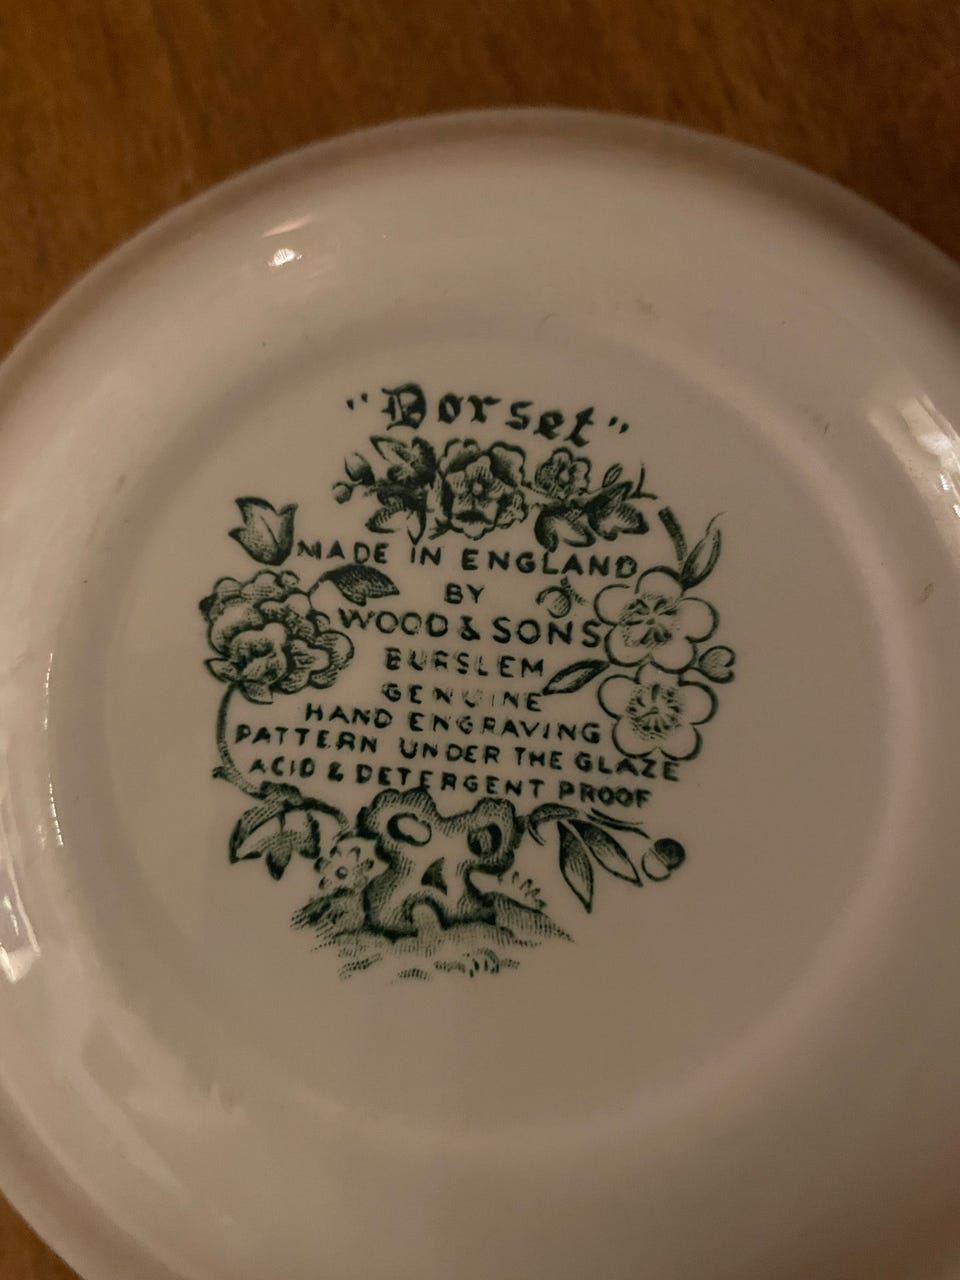 "Dorset"
MADE IN ENGLAND
BY
WOOD & SONS
BURSLEM
GENUINE
HAND ENGRAVING
PATTERN UNDER THE GLAZE
ACID & DETERGENT PROOF